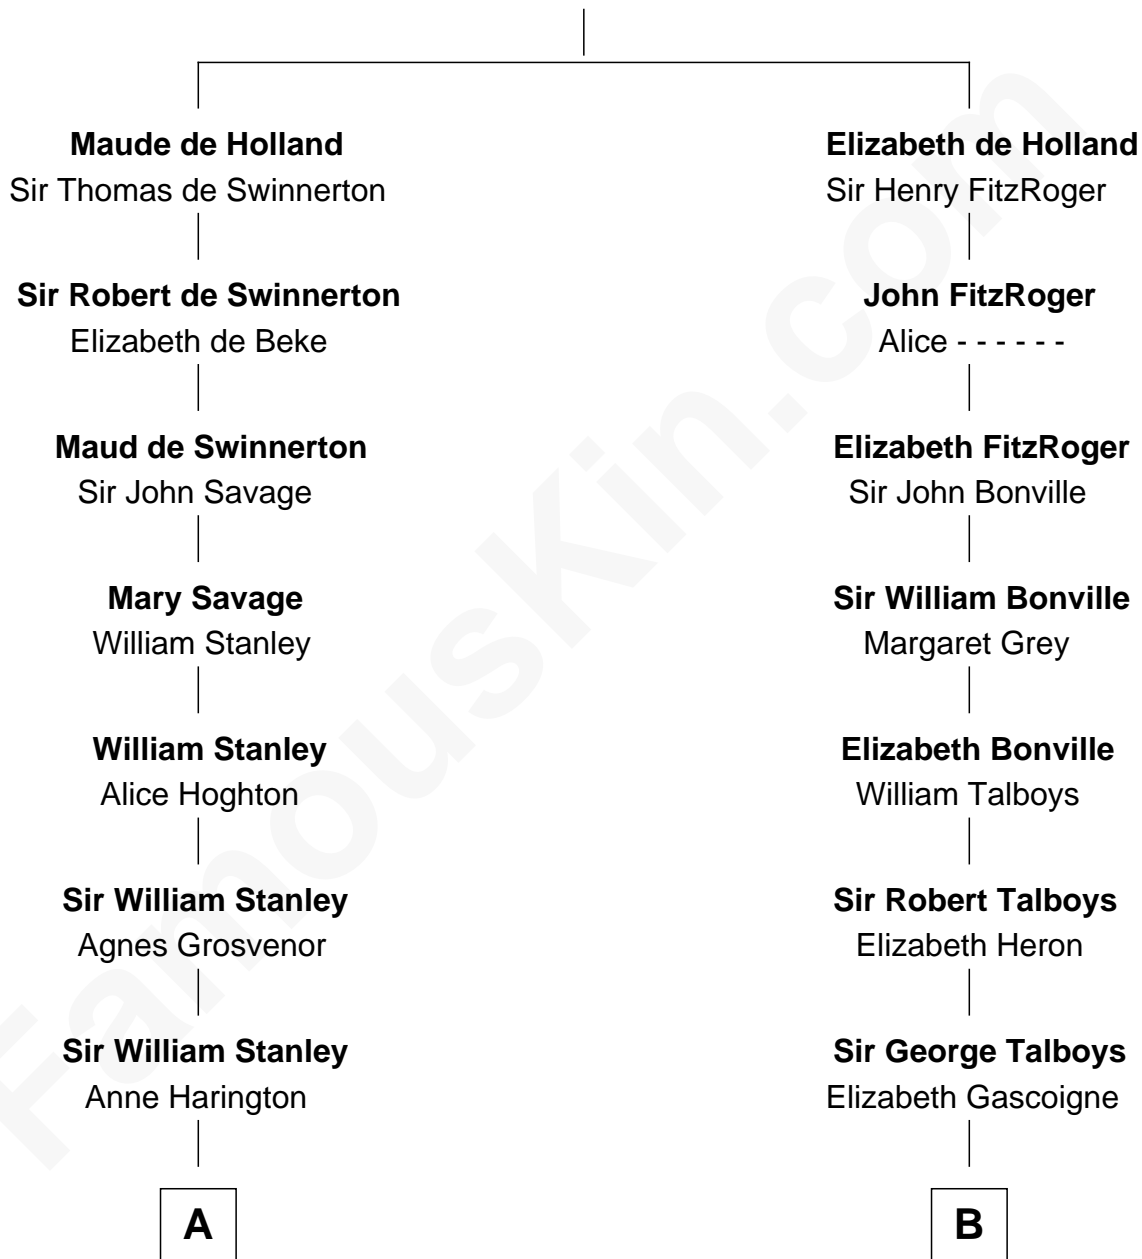 Maude de Holland
Sir Thomas de Swinnerton
Sir Robert de Swinnerton
Elizabeth de Beke
Maud de Swinnerton
Sir John Savage
Mary Savage
William Stanley
William Stanley
Alice Hoghton
Sir William Stanley
Agnes Grosvenor
Sir William Stanley
Anne Harington
A
Elizabeth de Holland
Sir Henry FitzRoger
John FitzRoger
Alice - - - - - -
Elizabeth FitzRoger
Sir John Bonville
Sir William Bonville
Margaret Grey
Elizabeth Bonville
William Talboys
Sir Robert Talboys
Elizabeth Heron
Sir George Talboys
Elizabeth Gascoigne
B
FamousKin.com